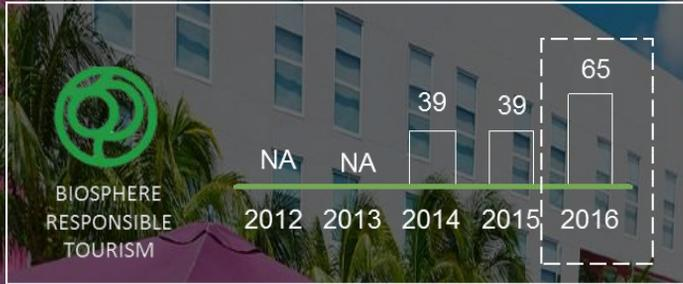 65
39 39
NA NA
2012 2013 2014 2015 2016
BIOSPHERE
RESPONSIBLE
TOURISM